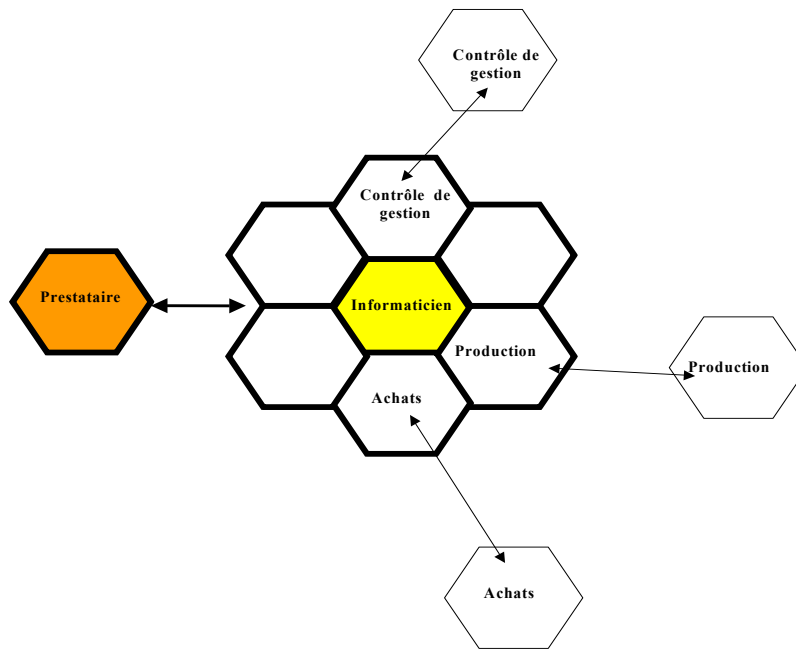 Contrôle de
gestion
Contrôle de
gestion
Prestataire
Informaticien
Production
Production
Achats
Achats